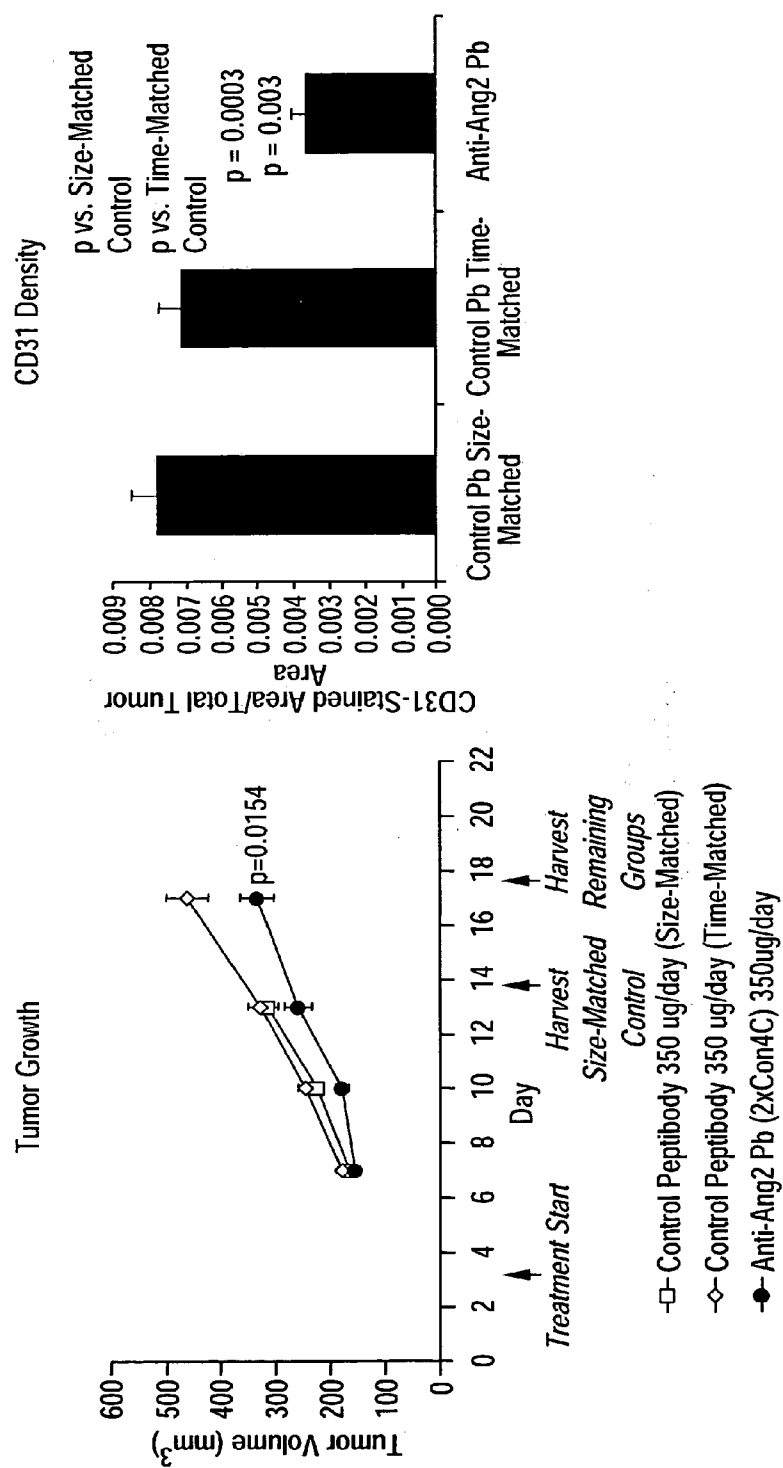 Tumor Growth
Tumor Volume (mm³)
600
500
400
300
200
100
0
0 2 4 6 8 10 12 14 16 18 20 22
Day
p=0.0154
Treatment Start
Harvest
Size-Matched
Control
Harvest
Remaining
Groups
Control Peptibody 350 ug/day (Size-Matched)
Control Peptibody 350 ug/day (Time-Matched)
Anti-Ang2 Pb (2xCon4C) 350ug/day
CD31 Density
CD31-Stained Area/Total Tumor
Area
0.009
0.008
0.007
0.006
0.005
0.004
0.003
0.002
0.001
0.000
p vs. Size-Matched
Control
p vs. Time-Matched
Control
p = 0.0003
p = 0.003
Control Pb Size-
Matched
Control Pb Time-
Matched
Anti-Ang2 Pb